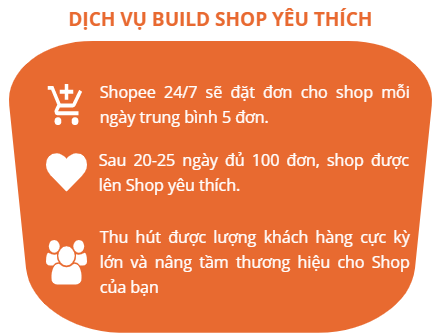 DỊCH VỤ BUILD SHOP YÊU THÍCH
Shopee 24/7 sẽ đặt đơn cho shop mỗi
ngày trung bình 5 đơn.
Sau 20-25 ngày đủ 100 đơn, shop được
lên Shop yêu thích.
Thu hút được lượng khách hàng cực kỳ
lớn và nâng tầm thương hiệu cho Shop
của bạn